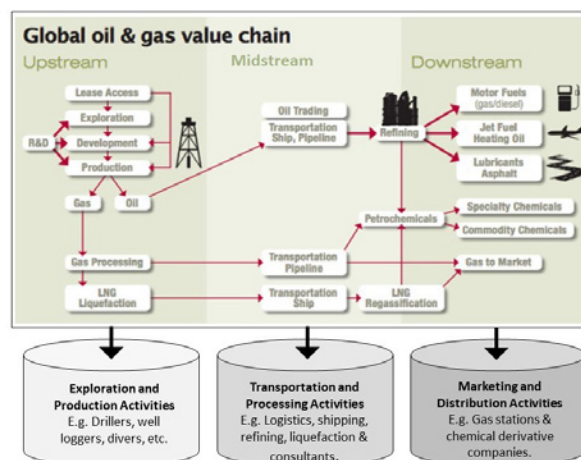 Global oil & gas value chain
Upstream
Midstream
Downstream
Lease Access
Exploration
R&D
Development
Production
Gas
Oil
Gas Processing
LNG
Liquefaction
Oil Trading
Transportation
Ship, Pipeline
Transportation
Pipeline
Transportation
Ship
Refining
Petrochemicals
LNG
Regassification
Motor Fuels
(gas/diesel)
Jet Fuel
Heating Oil
Lubricants
Asphalt
Specialty Chemicals
Commodity Chemicals
Gas to Market
Exploration and
Production Activities
E.g. Drillers, well
loggers, divers, etc.
Transportation and
Processing Activities
E.g. Logistics, shipping,
refining, liquefaction &
consultants.
Marketing and
Distribution Activities
E.g. Gas stations &
chemical derivative
companies.